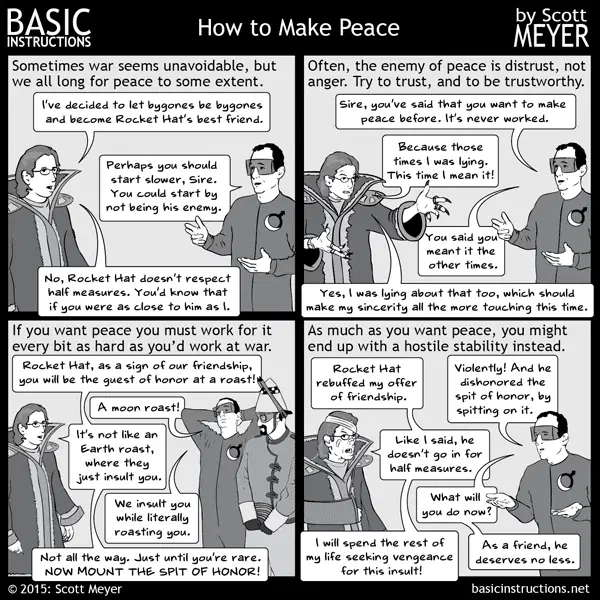 BASIC
INSTRUCTIONS
How to Make Peace
by Scott
MEYER
Sometimes war seems unavoidable, but
we all long for peace to some extent.
I've decided to let bygones be bygones
and become Rocket Hat's best friend.
Perhaps you should
start slower, Sire.
You could start by
not being his enemy.
No, Rocket Hat doesn't respect
half measures. You'd know that
if you were as close to him as I.
Often, the enemy of peace is distrust, not
anger. Try to trust, and to be trustworthy.
Sire, you've said that you want to make
peace before. It's never worked.
Because those
times I was lying.
This time I mean it!
You said you
meant it the
other times.
Yes, I was lying about that too, which should
make my sincerity all the more touching this time.
If you want peace you must work for it
every bit as hard as you'd work at war.
Rocket Hat, as a sign of our friendship,
you will be the guest of honor at a roast!
A moon roast!
It's not like an
Earth roast,
where they
just insult you.
We insult you
while literally
roasting you.
Not all the way. Just until you're rare.
NOW MOUNT THE SPIT OF HONOR!
As much as you want peace, you might
end up with a hostile stability instead.
Rocket Hat
rebuffed my offer
of friendship.
Violently! And he
dishonored the
spit of honor, by
spitting on it.
Like I said, he
doesn't go in for
half measures.
What will
you do now?
I will spend the rest of
my life seeking vengeance
for this insult!
As a friend, he
deserves no less.
© 2015: Scott Meyer
basicinstructions.net